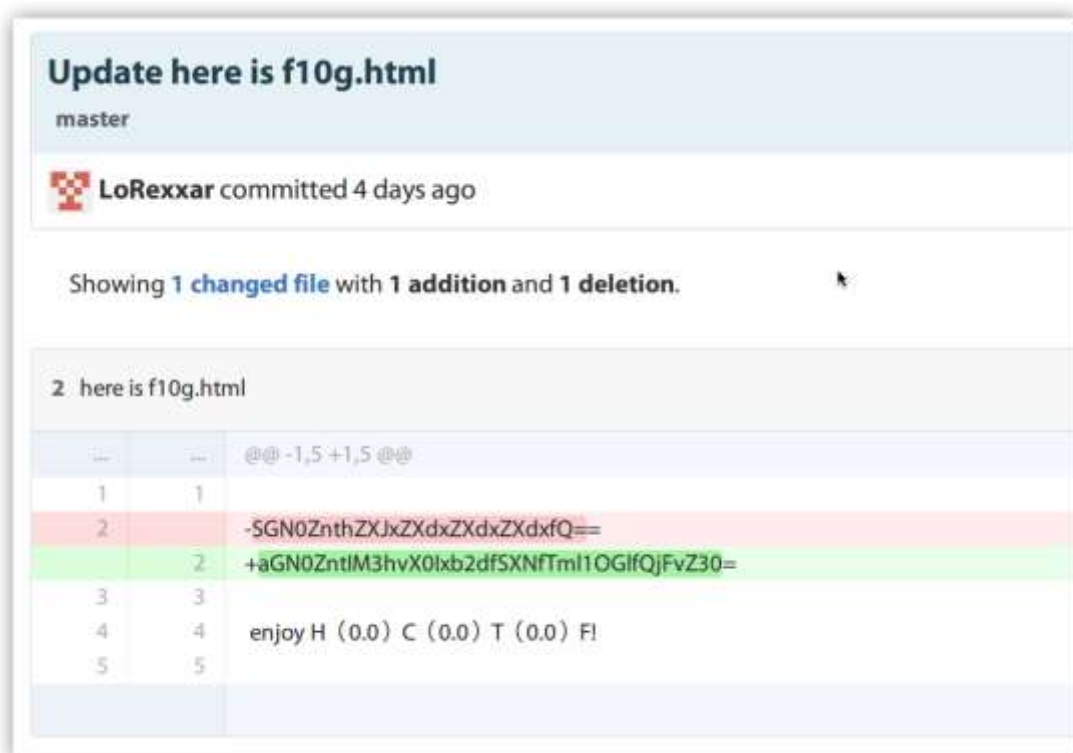 Update here is f10g.html
master
LoRexxar committed 4 days ago
Showing 1 changed file with 1 addition and 1 deletion.
2 here is f10g.html
... ... @@ -1,5 +1,5 @@
1 1
2 -SGN0ZnthZXJxZXdxZXdxZXdxfQ==
2 +aGN0ZntIM3hvX0Ixb2dfSXNfTml1OGIfQjFvZ30=
3 3
4 4 enjoy H（0.0）C（0.0）T（0.0）F!
5 5